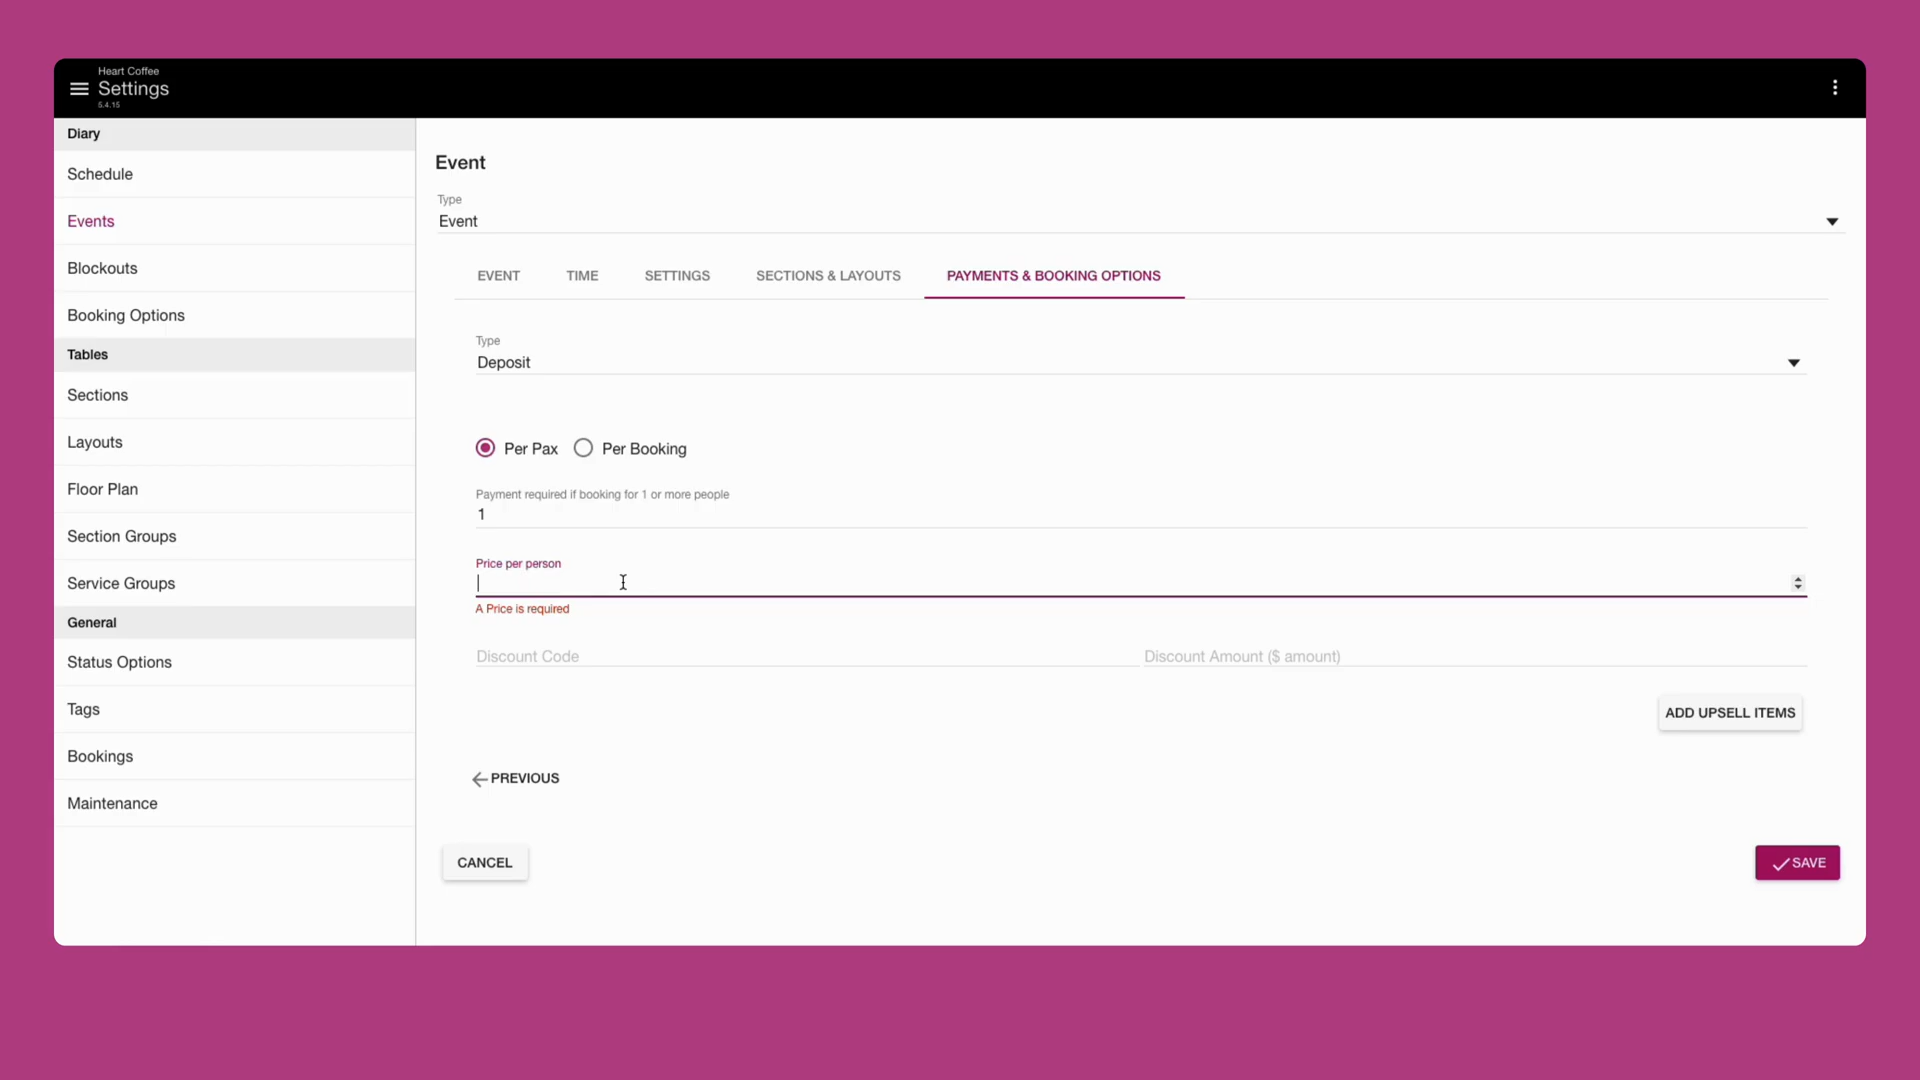 Heart Coffee
Settings
5.4.15
Diary
Schedule
Events
Blockouts
Booking Options
Tables
Sections
Layouts
Floor Plan
Section Groups
Service Groups
General
Status Options
Tags
Bookings
Maintenance
Event
Type
Event
EVENT TIME SETTINGS SECTIONS & LAYOUTS PAYMENTS & BOOKING OPTIONS
Type
Deposit
Per Pax Per Booking
Payment required if booking for 1 or more people
1
Price per person
A Price is required
Discount Code Discount Amount ($ amount)
ADD UPSELL ITEMS
PREVIOUS
CANCEL SAVE